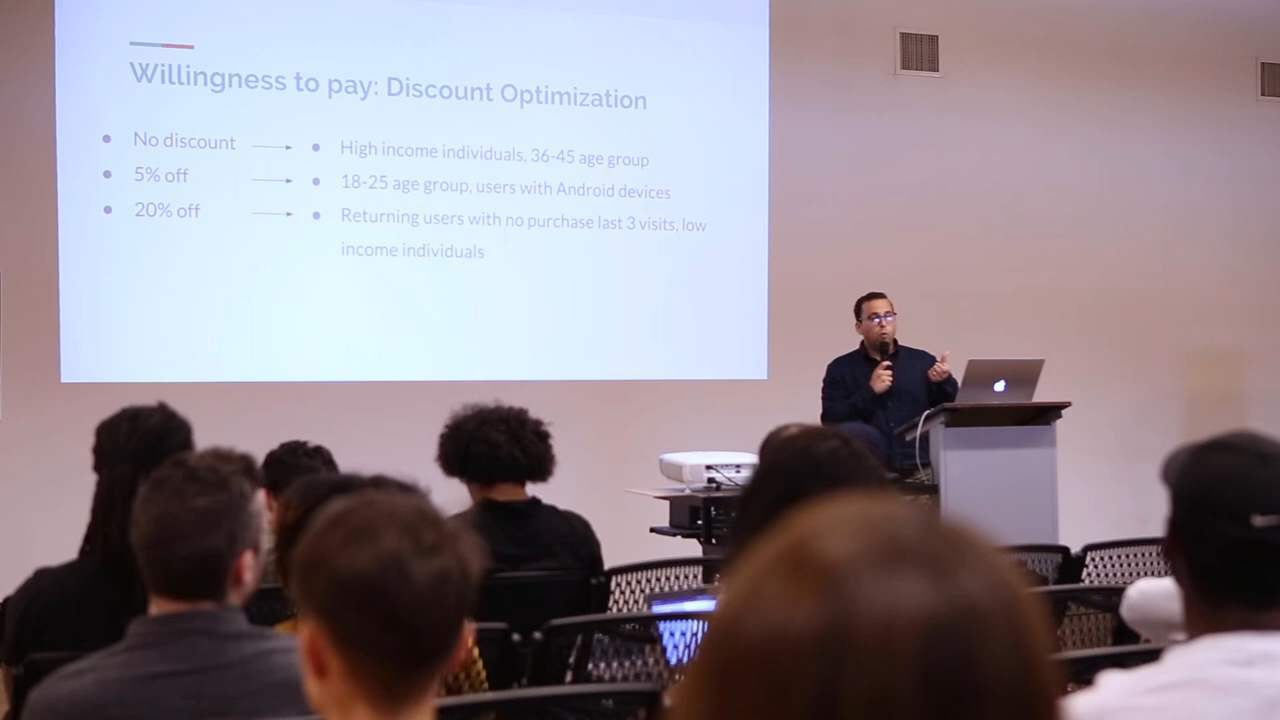 Willingness to pay: Discount Optimization
No discount
High income individuals, 36-45 age group
5% off
18-25 age group, users with Android devices
20% off
Returning users with no purchase last 3 visits, low
income individuals